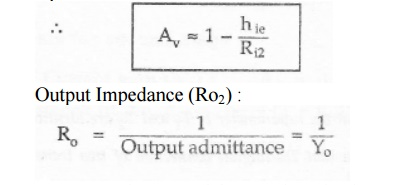 ∴ A_v ≈ 1 - h_ie / R_i2
Output Impedance (Ro₂) :
R_o = 1 / Output admittance = 1 / Y_o